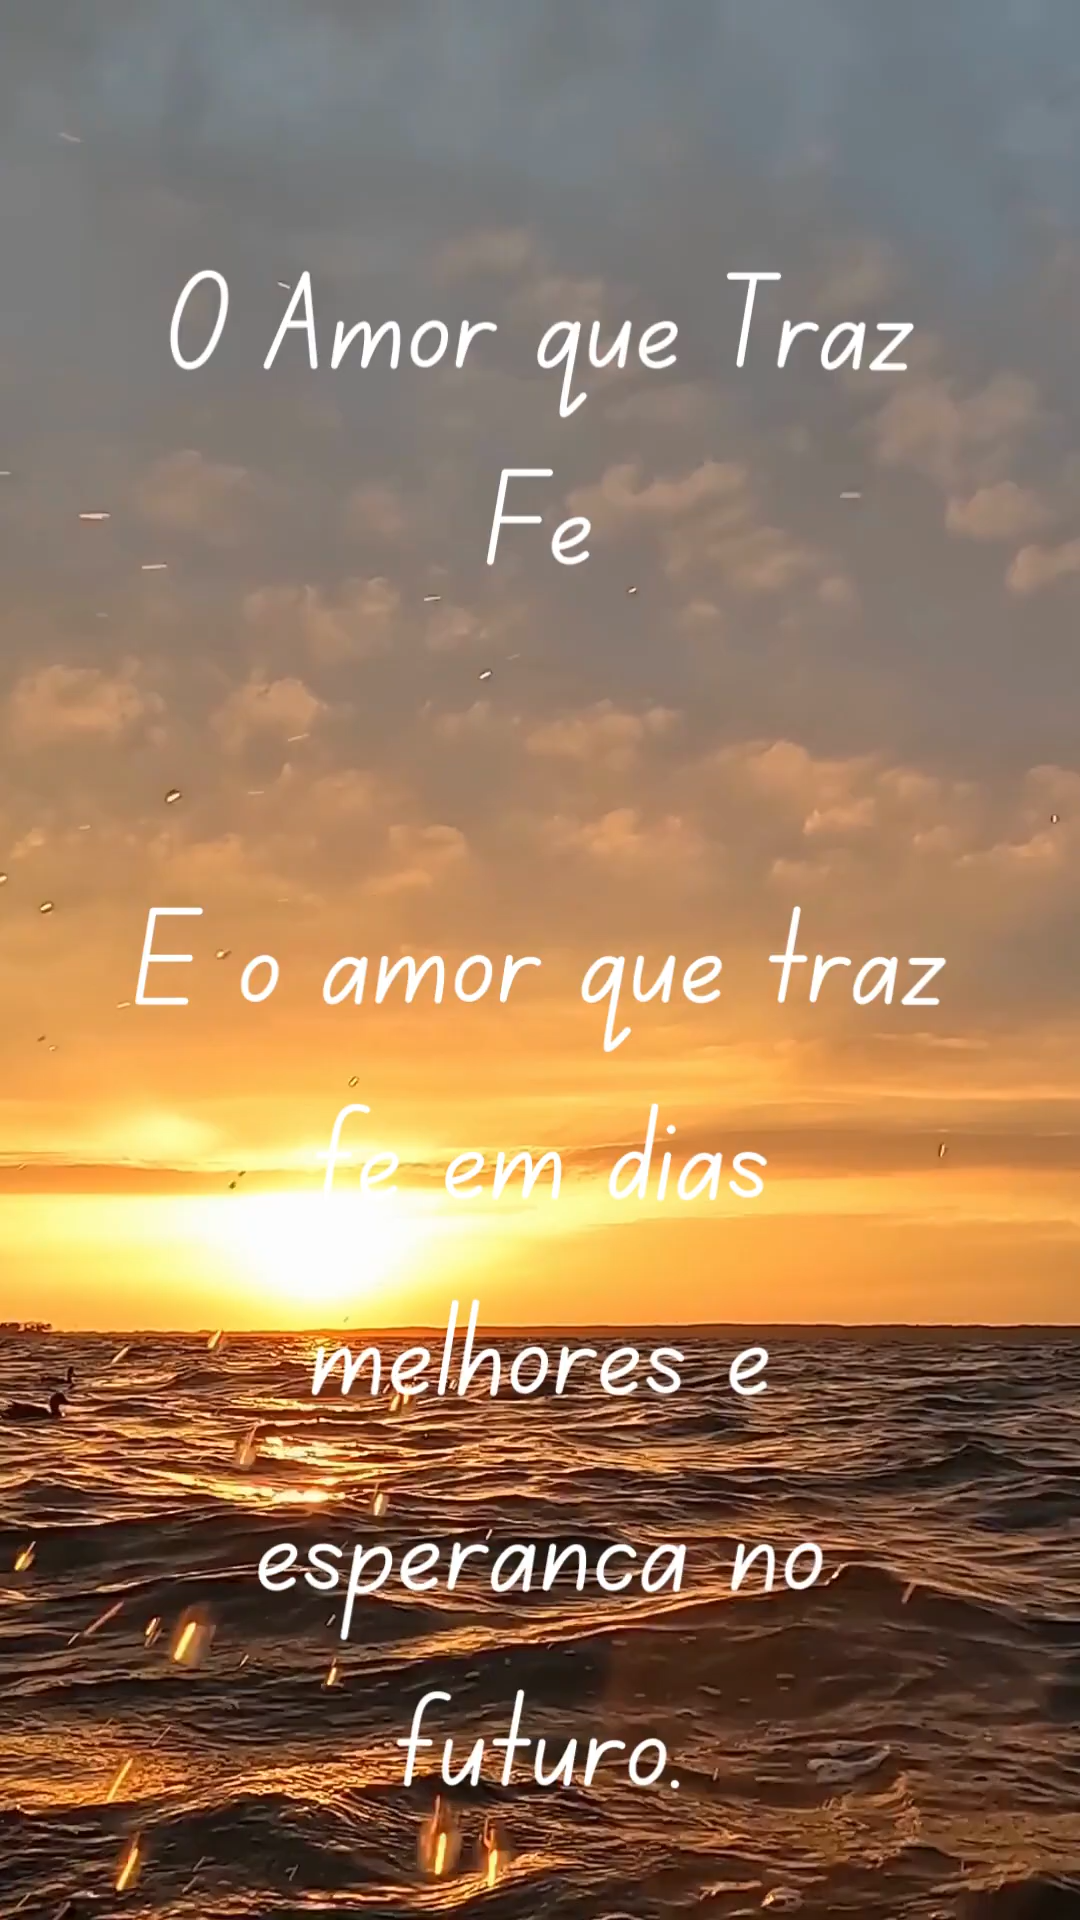 O Amor que Traz
Fe
E o amor que traz
fe em dias
melhores e
esperanca no
futuro.